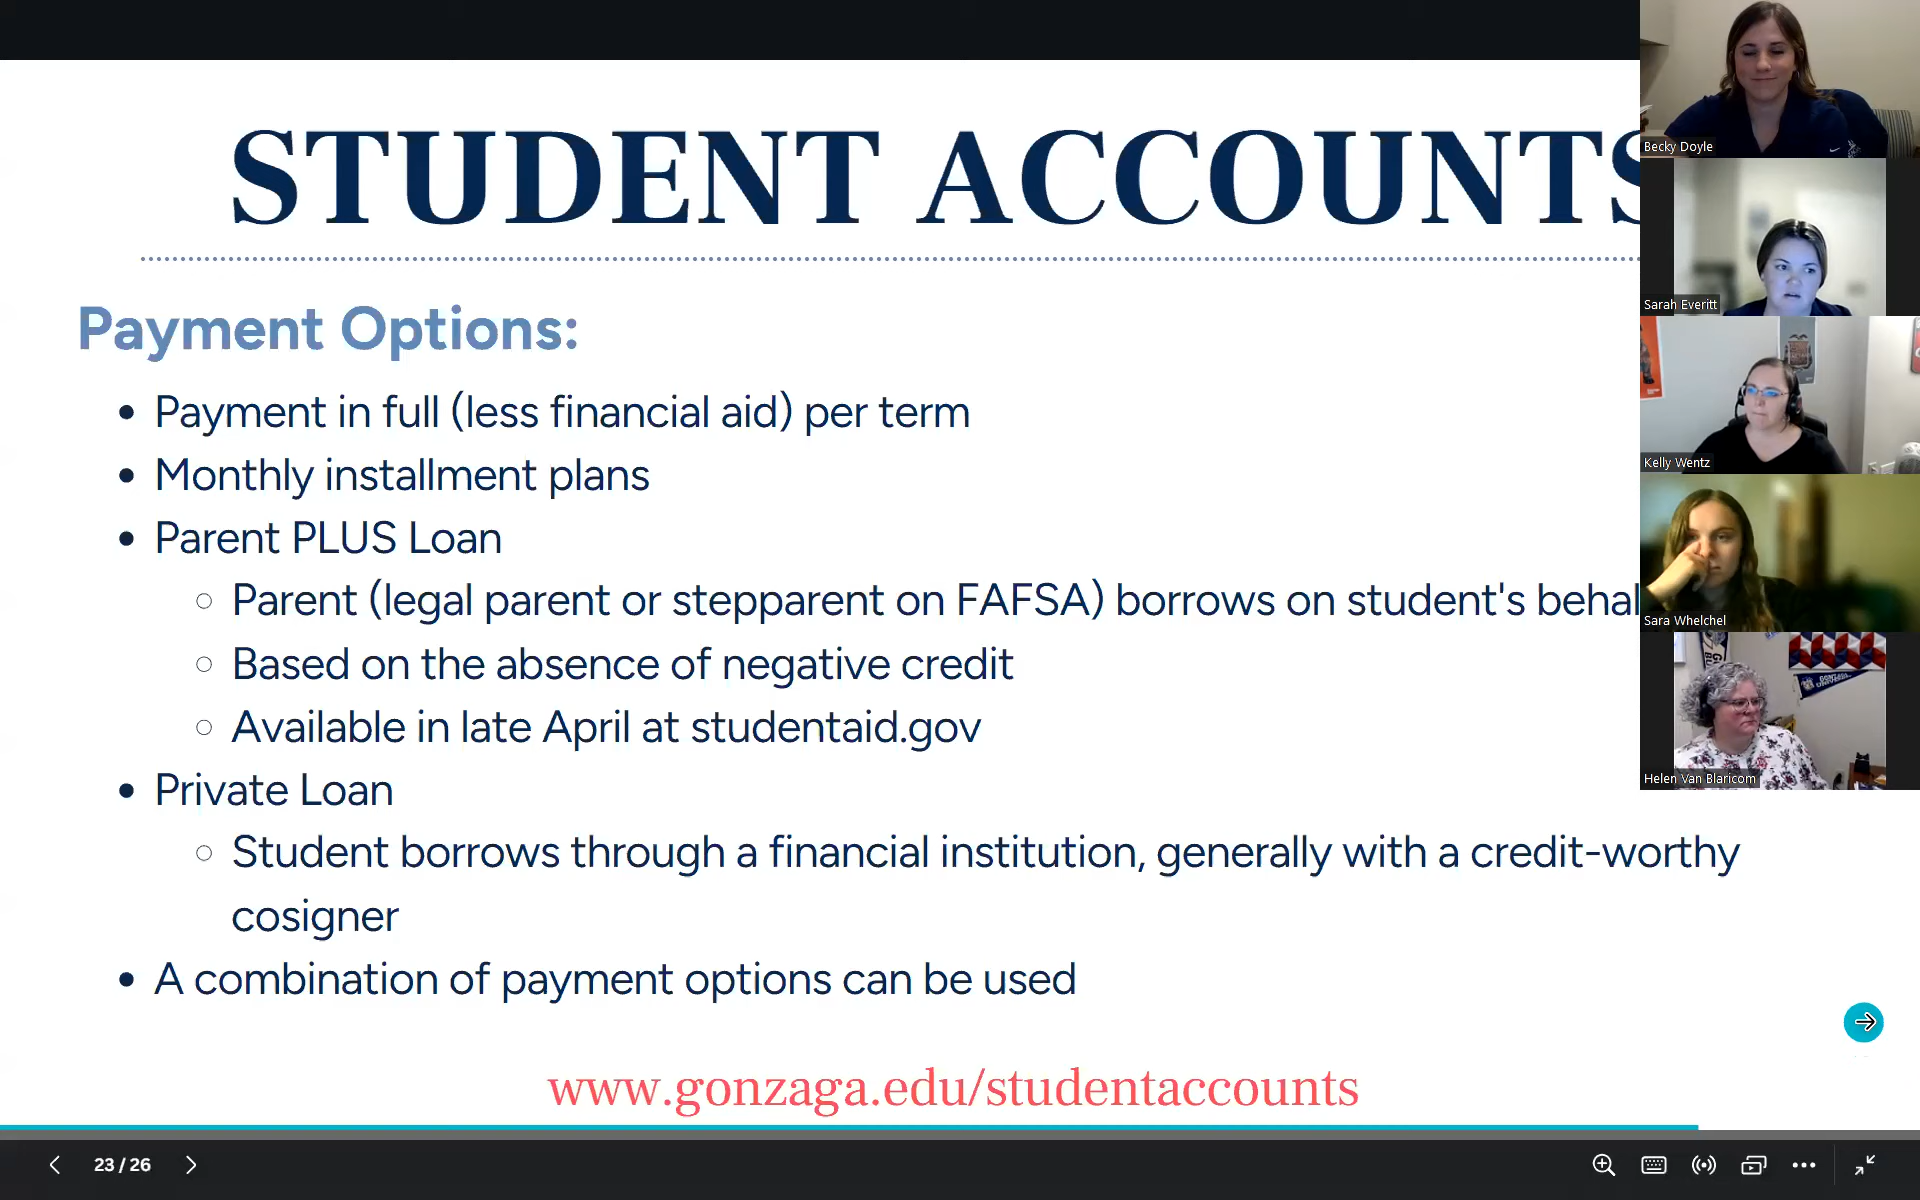 STUDENT ACCOUNTS
Payment Options:
• Payment in full (less financial aid) per term
• Monthly installment plans
• Parent PLUS Loan
○ Parent (legal parent or stepparent on FAFSA) borrows on student's behal
○ Based on the absence of negative credit
○ Available in late April at studentaid.gov
• Private Loan
○ Student borrows through a financial institution, generally with a credit-worthy
cosigner
• A combination of payment options can be used
www.gonzaga.edu/studentaccounts
23 / 26
Becky Doyle
Sarah Everitt
Kelly Wentz
Sara Whelchel
GONZAGA
UNIVERSITY
Helen Van Blaricom